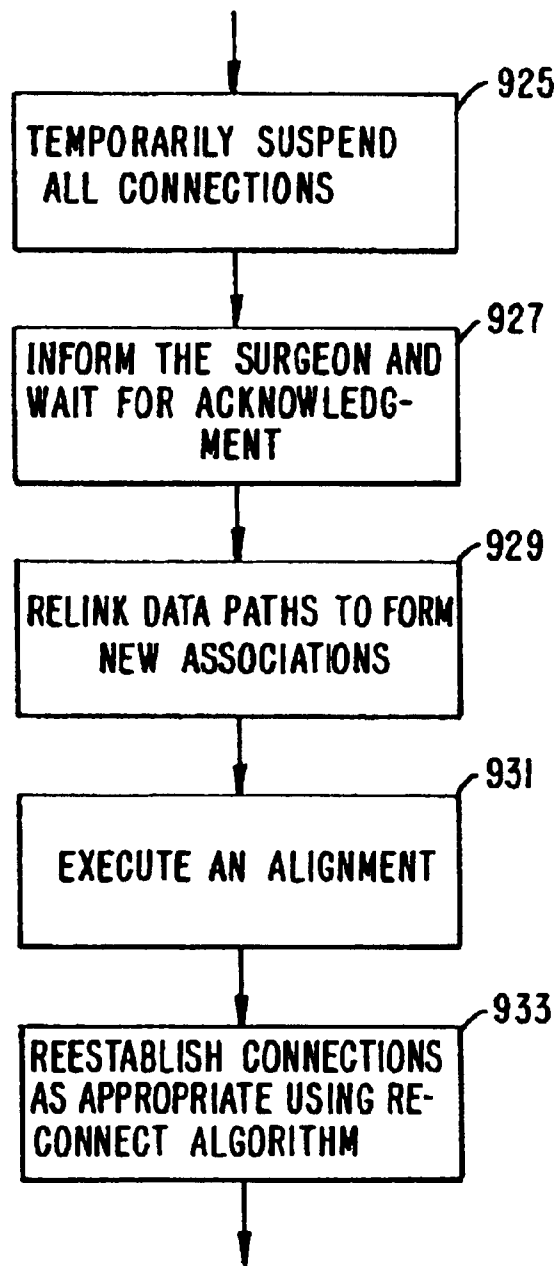 925
TEMPORARILY SUSPEND
ALL CONNECTIONS
927
INFORM THE SURGEON AND
WAIT FOR ACKNOWLEDG-
MENT
929
RELINK DATA PATHS TO FORM
NEW ASSOCIATIONS
931
EXECUTE AN ALIGNMENT
933
REESTABLISH CONNECTIONS
AS APPROPRIATE USING RE-
CONNECT ALGORITHM